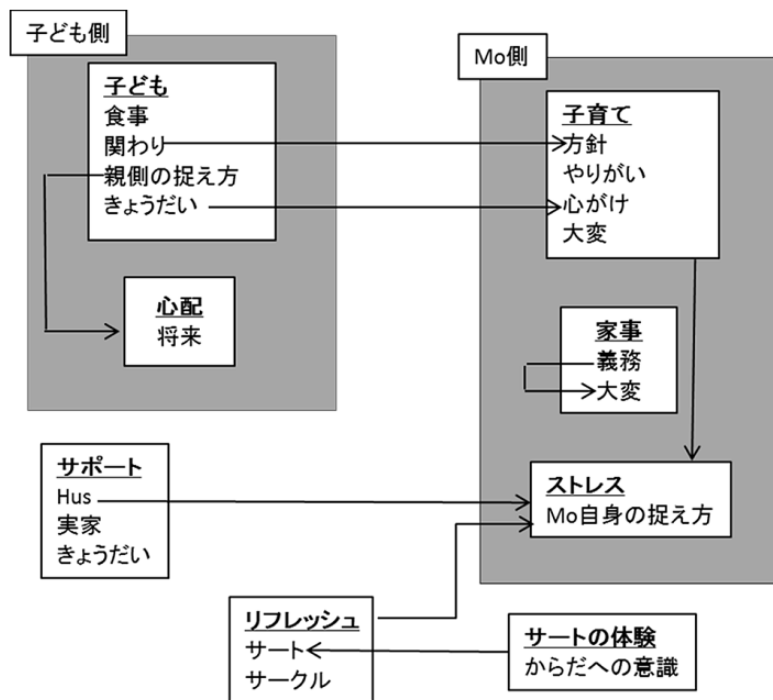 子ども側
子ども
食事
関わり
親側の捉え方
きょうだい
心配
将来
Mo側
子育て
方針
やりがい
心がけ
大変
家事
義務
大変
ストレス
Mo自身の捉え方
サポート
Hus
実家
きょうだい
リフレッシュ
サート
サークル
サートの体験
からだへの意識